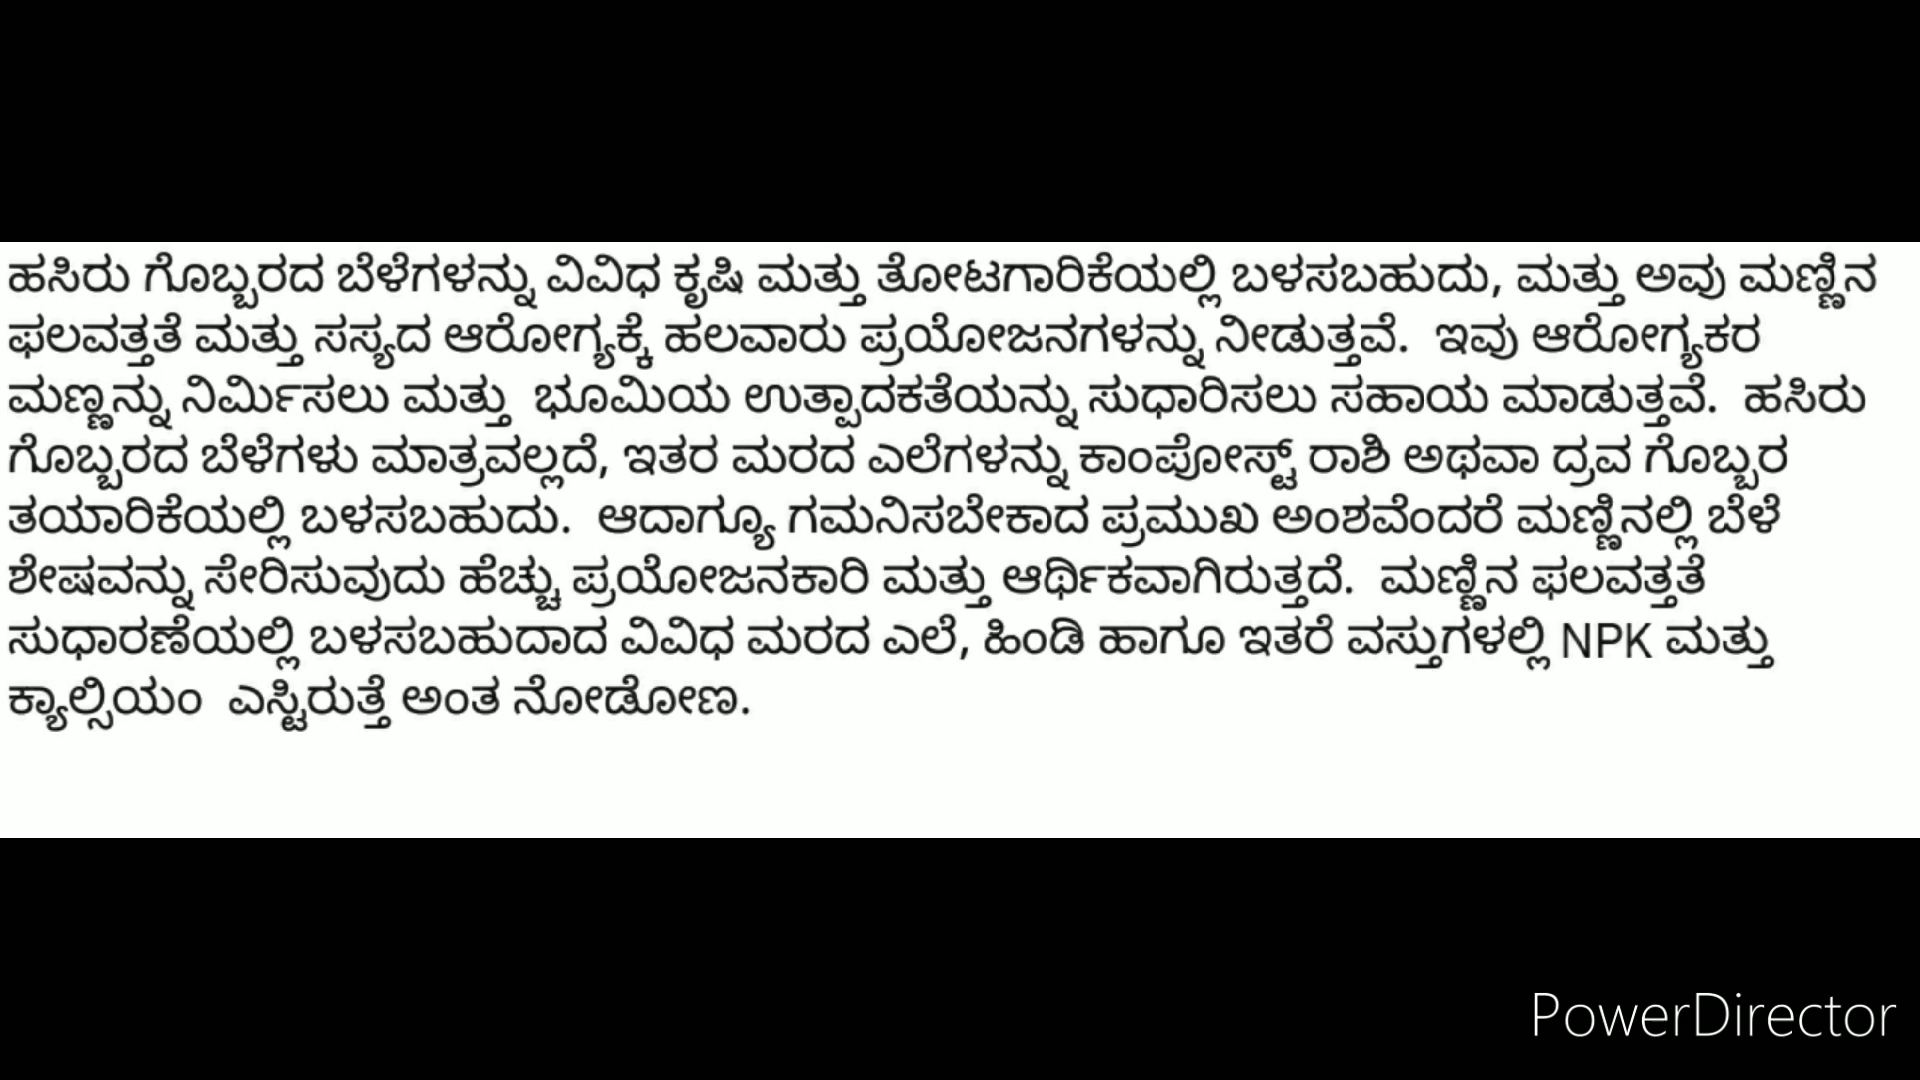 ಹಸಿರು ಗೊಬ್ಬರದ ಬೆಳೆಗಳನ್ನು ವಿವಿಧ ಕೃಷಿ ಮತ್ತು ತೋಟಗಾರಿಕೆಯಲ್ಲಿ ಬಳಸಬಹುದು, ಮತ್ತು ಅವು ಮಣ್ಣಿನ
ಫಲವತ್ತತೆ ಮತ್ತು ಸಸ್ಯದ ಆರೋಗ್ಯಕ್ಕೆ ಹಲವಾರು ಪ್ರಯೋಜನಗಳನ್ನು ನೀಡುತ್ತವೆ. ಇವು ಆರೋಗ್ಯಕರ
ಮಣ್ಣನ್ನು ನಿರ್ಮಿಸಲು ಮತ್ತು ಭೂಮಿಯ ಉತ್ಪಾದಕತೆಯನ್ನು ಸುಧಾರಿಸಲು ಸಹಾಯ ಮಾಡುತ್ತವೆ. ಹಸಿರು
ಗೊಬ್ಬರದ ಬೆಳೆಗಳು ಮಾತ್ರವಲ್ಲದೆ, ಇತರ ಮರದ ಎಲೆಗಳನ್ನು ಕಾಂಪೋಸ್ಟ್ ರಾಶಿ ಅಥವಾ ದ್ರವ ಗೊಬ್ಬರ
ತಯಾರಿಕೆಯಲ್ಲಿ ಬಳಸಬಹುದು. ಆದಾಗ್ಯೂ ಗಮನಿಸಬೇಕಾದ ಪ್ರಮುಖ ಅಂಶವೆಂದರೆ ಮಣ್ಣಿನಲ್ಲಿ ಬೆಳೆ
ಶೇಷವನ್ನು ಸೇರಿಸುವುದು ಹೆಚ್ಚು ಪ್ರಯೋಜನಕಾರಿ ಮತ್ತು ಆರ್ಥಿಕವಾಗಿರುತ್ತದೆ. ಮಣ್ಣಿನ ಫಲವತ್ತತೆ
ಸುಧಾರಣೆಯಲ್ಲಿ ಬಳಸಬಹುದಾದ ವಿವಿಧ ಮರದ ಎಲೆ, ಹಿಂಡಿ ಹಾಗೂ ಇತರೆ ವಸ್ತುಗಳಲ್ಲಿ NPK ಮತ್ತು
ಕ್ಯಾಲ್ಸಿಯಂ ಎಸ್ಟಿರುತ್ತೆ ಅಂತ ನೋಡೋಣ.
PowerDirector